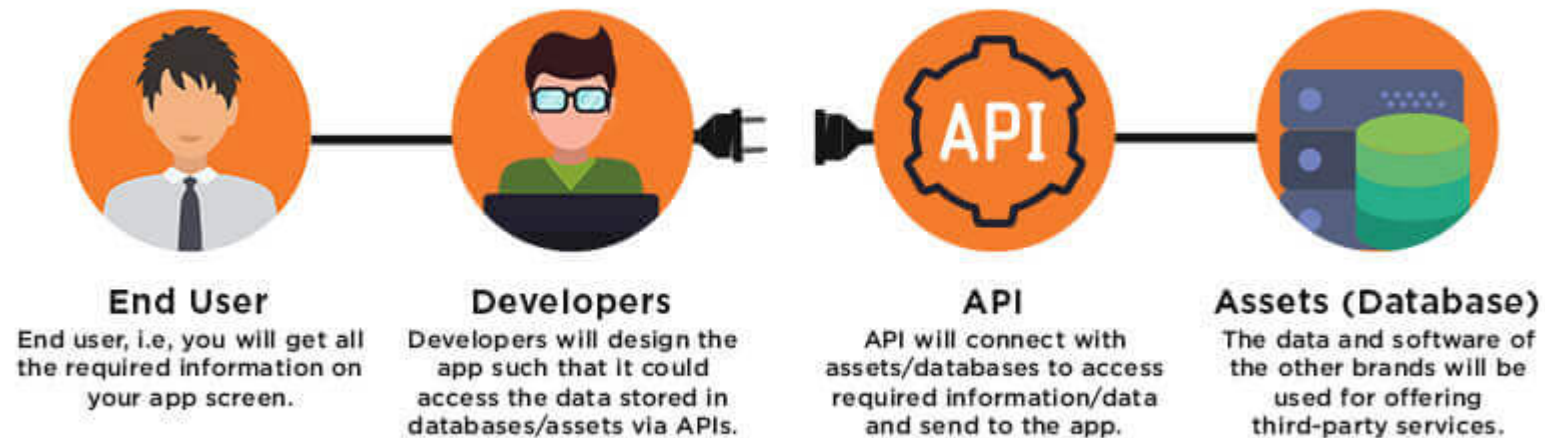 API
End User
End user, i.e, you will get all
the required information on
your app screen.
Developers
Developers will design the
app such that it could
access the data stored in
databases/assets via APIs.
API
API will connect with
assets/databases to access
required information/data
and send to the app.
Assets (Database)
The data and software of
the other brands will be
used for offering
third-party services.